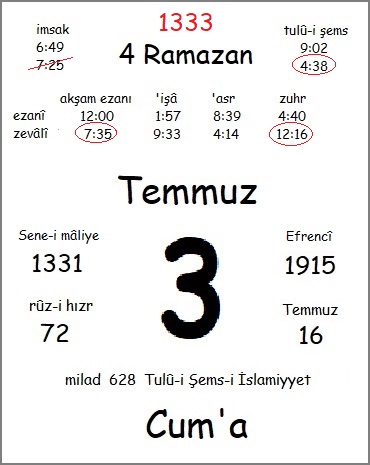 1333
imsak
6:49
7:25
4 Ramazan
tulû-i şems
9:02
4:38
akşam ezanı 'işâ 'asr zuhr
ezanî 12:00 1:57 8:39 4:40
zevâlî 7:35 9:33 4:14 12:16
Temmuz
Sene-i mâliye
1331
rûz-i hızr
72
3
Efrencî
1915
Temmuz
16
milad 628 Tulû-i Şems-i İslamiyyet
Cum'a